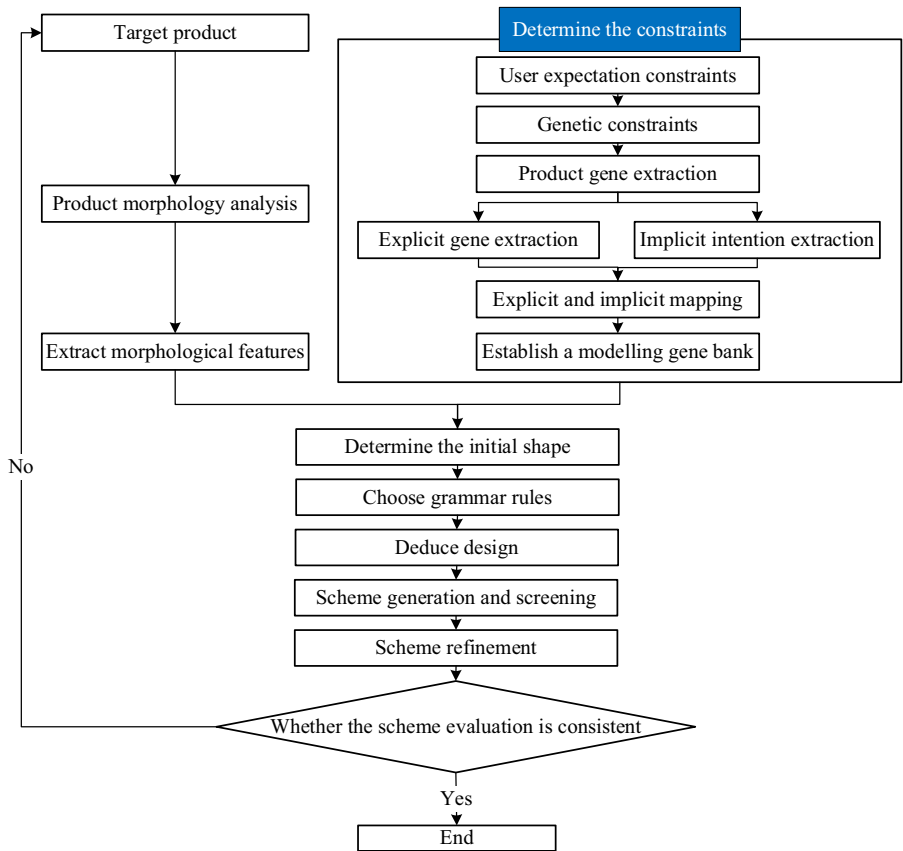 Target product
Product morphology analysis
Extract morphological features
Determine the constraints
User expectation constraints
Genetic constraints
Product gene extraction
Explicit gene extraction
Implicit intention extraction
Explicit and implicit mapping
Establish a modelling gene bank
Determine the initial shape
Choose grammar rules
Deduce design
Scheme generation and screening
Scheme refinement
Whether the scheme evaluation is consistent
No
Yes
End